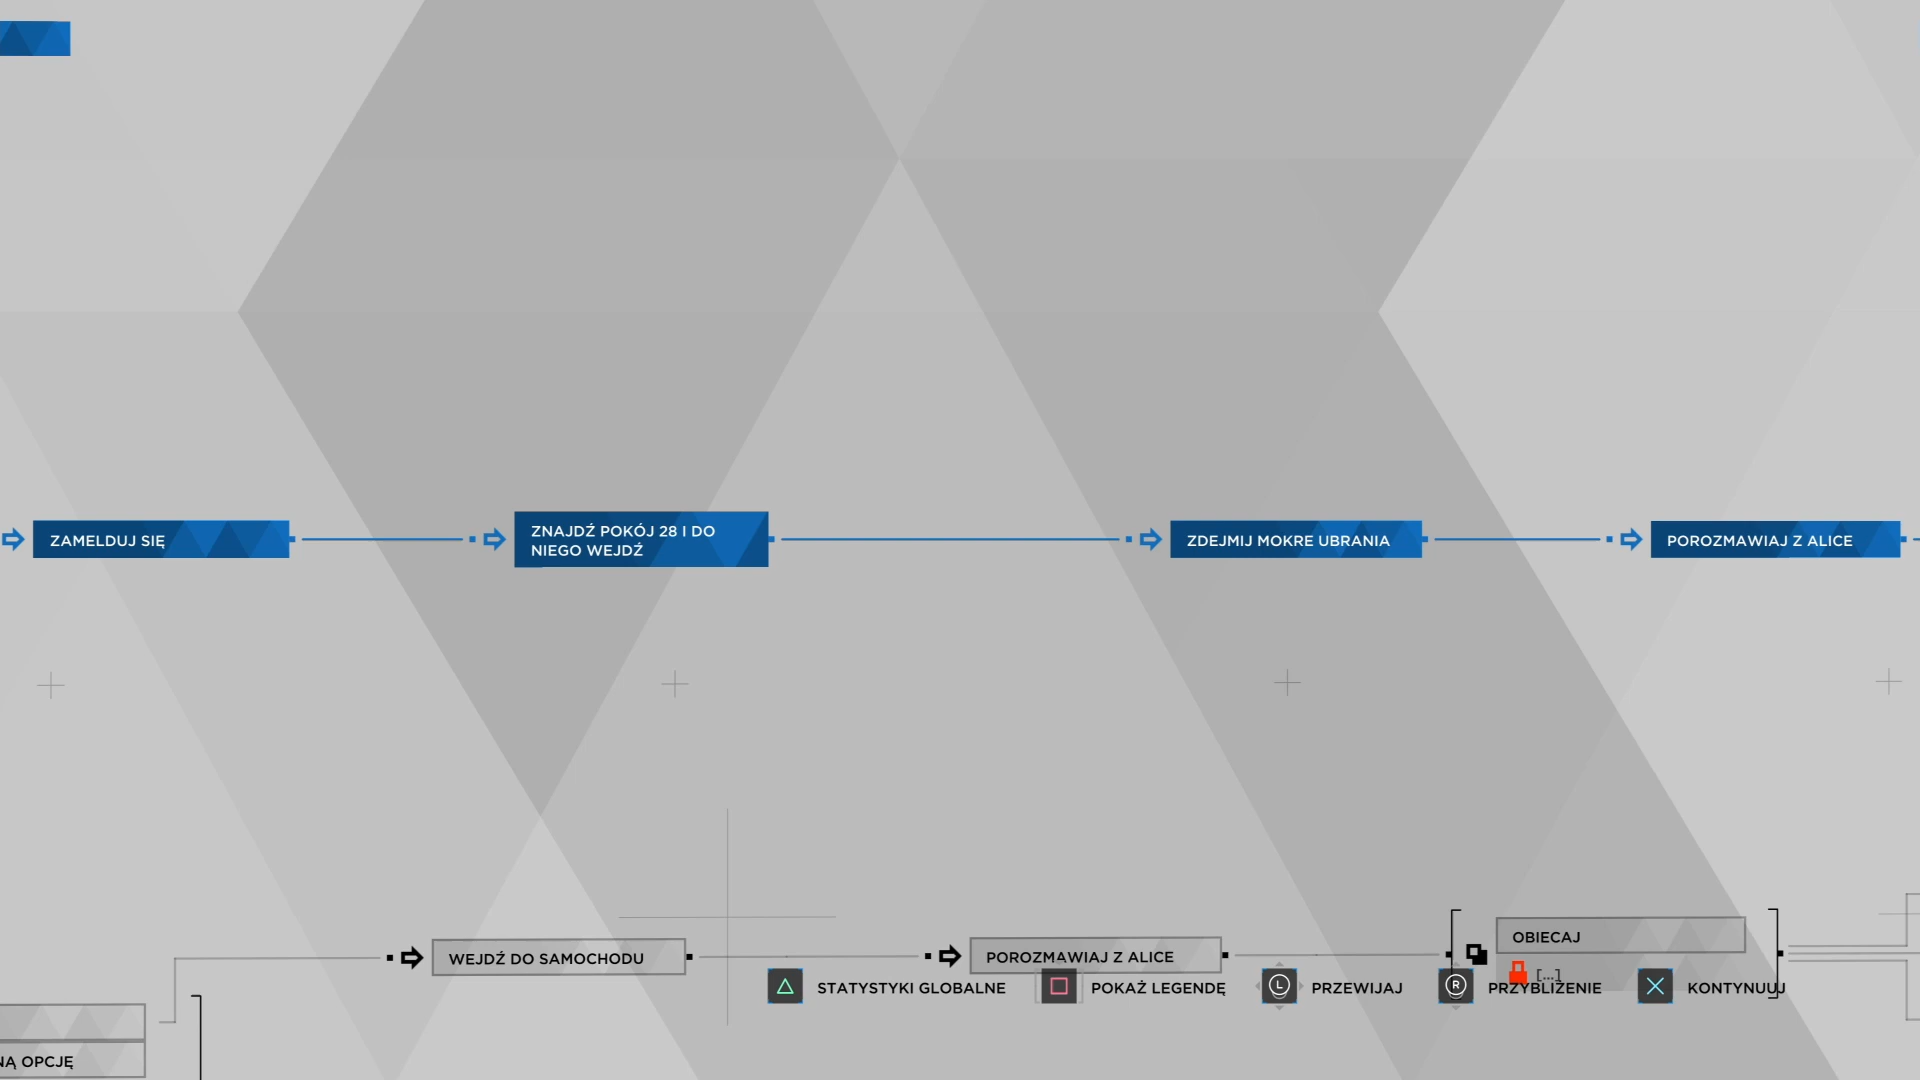 ZAMELDUJ SIĘ
ZNAJDŹ POKÓJ 28 I DO
NIEGO WEJDŹ
ZDEJMIJ MOKRE UBRANIA
POROZMAWIAJ Z ALICE
WEJDŹ DO SAMOCHODU
POROZMAWIAJ Z ALICE
OBIECAJ
[...]
STATYSTYKI GLOBALNE
POKAŻ LEGENDĘ
L
PRZEWIJAJ
R
PRZYBLIŻENIE
KONTYNUUJ
OPCJĘ